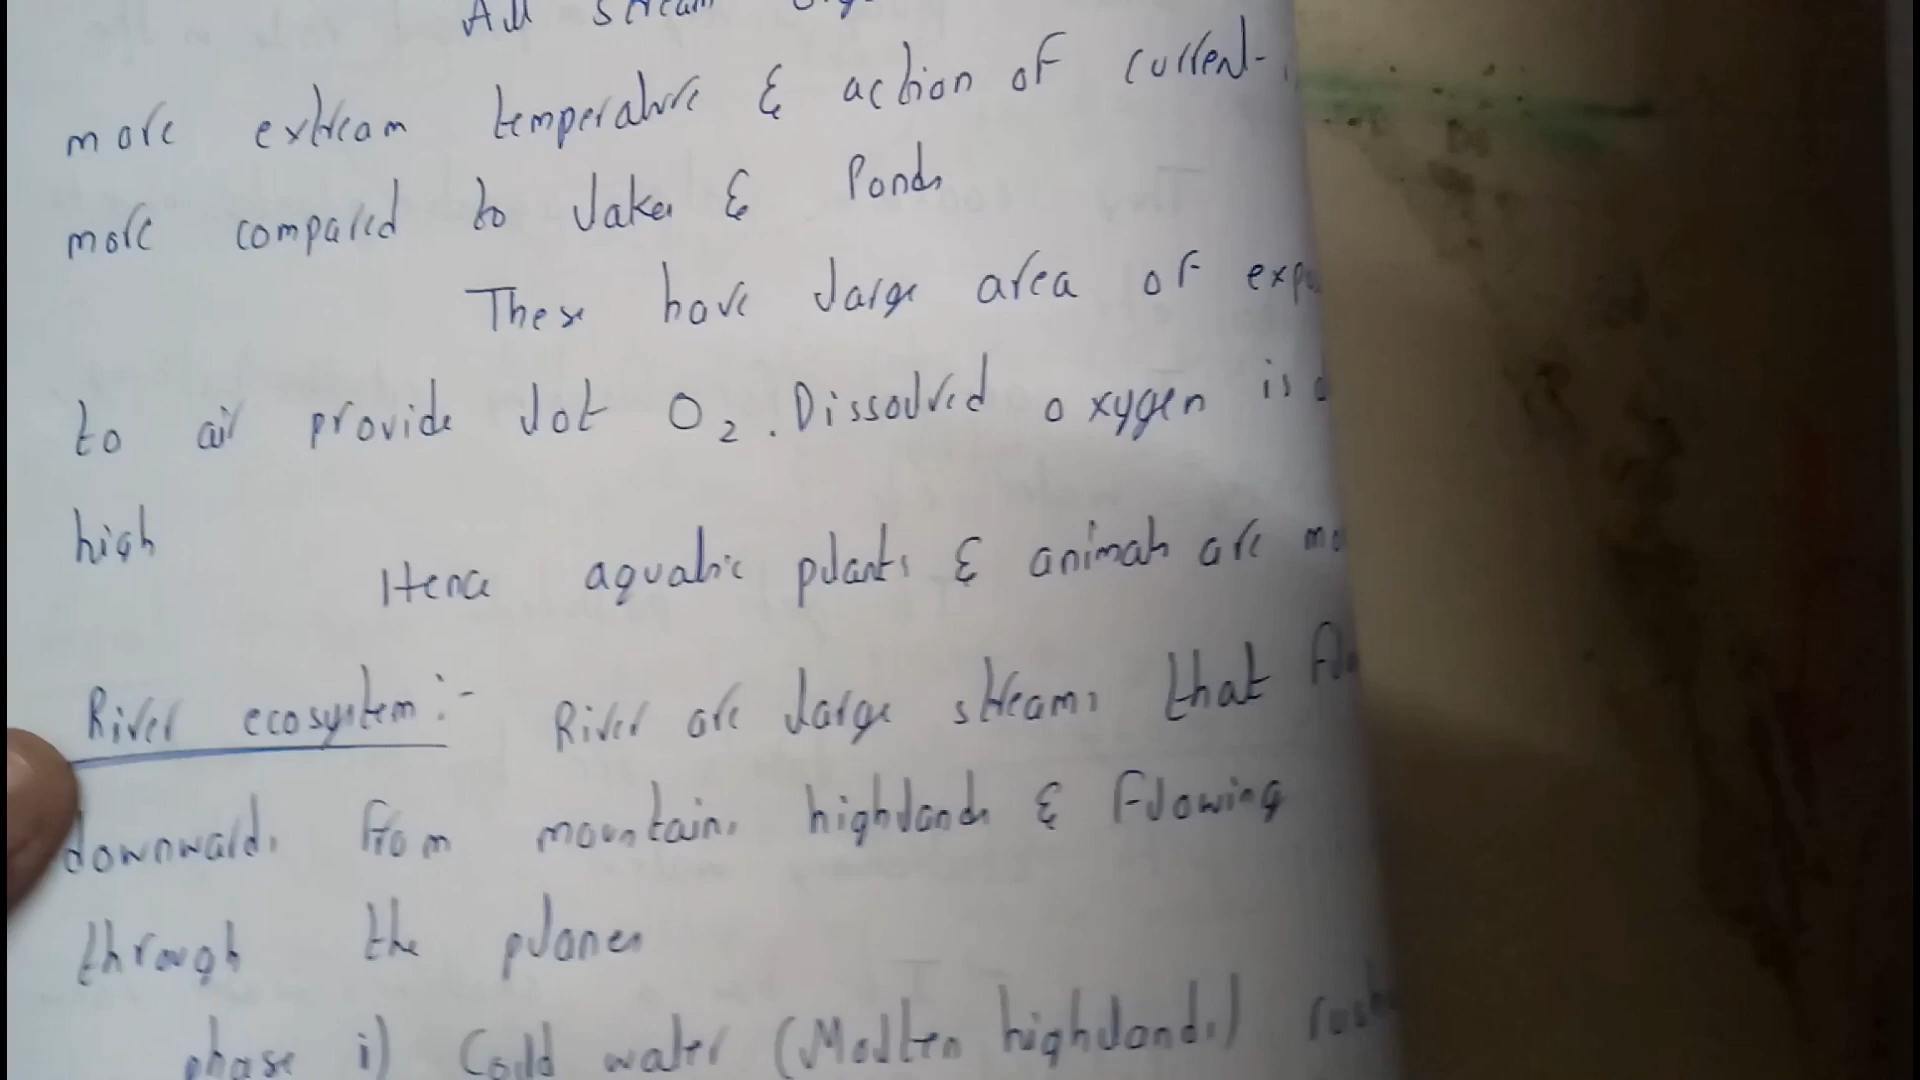 All stream
more extream temperature & action of current
more compared to lakes & Ponds
These have large area of
to air provide lot O2. Dissolved oxygen is
high
Hence aquatic plants & animals are
River ecosystem :- River are large streams that
downwards from mountains highlands & flowing
through the planes
phase i) Cold water (Molten highlands)